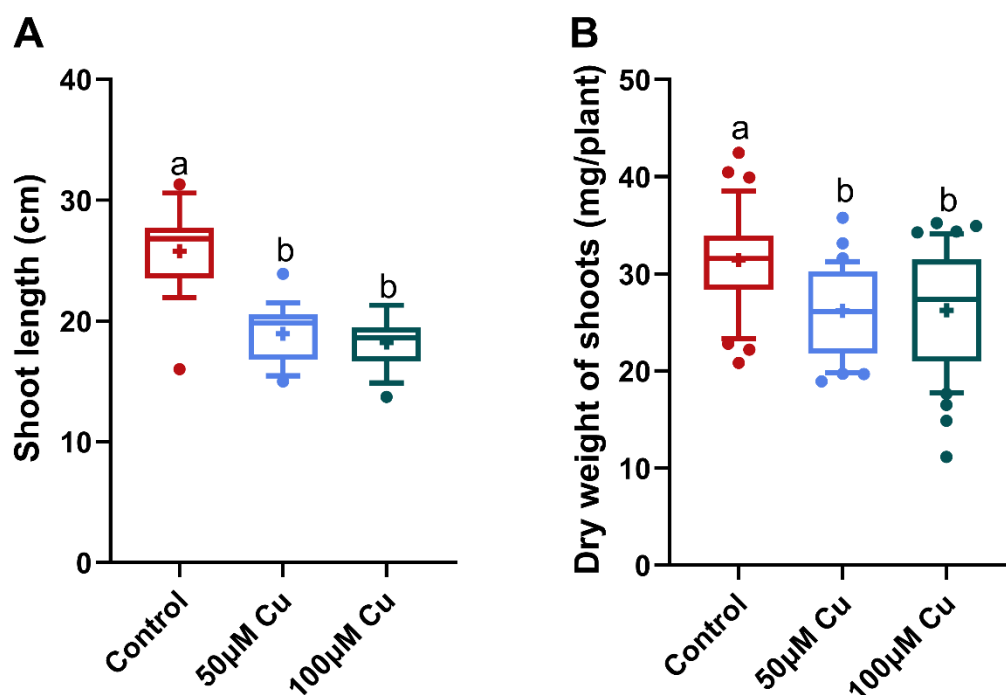 A
Shoot length (cm)
40
30
20
10
0
a
b
b
Control
50µM Cu
100µM Cu
B
Dry weight of shoots (mg/plant)
50
40
30
20
10
0
a
b
b
Control
50µM Cu
100µM Cu